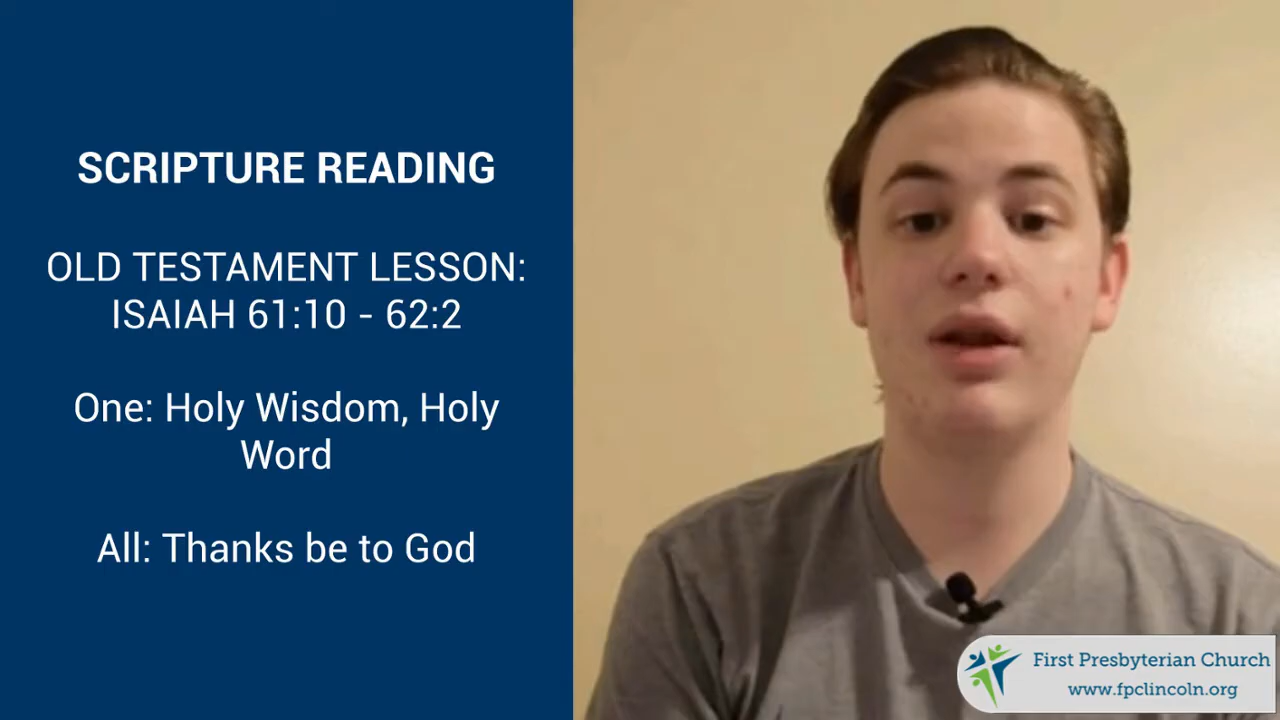 SCRIPTURE READING
OLD TESTAMENT LESSON:
ISAIAH 61:10 - 62:2
One: Holy Wisdom, Holy
Word
All: Thanks be to God
First Presbyterian Church
www.fpclincoln.org